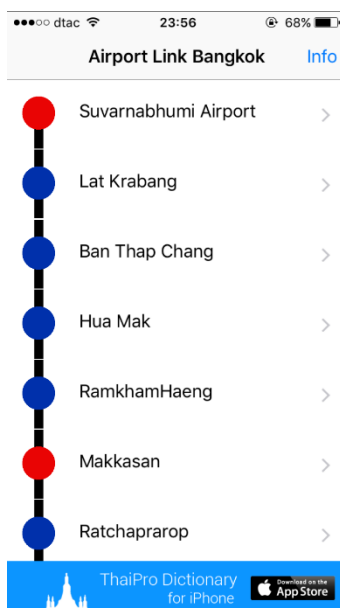 dtac 23:56 68%
Airport Link Bangkok Info
Suvarnabhumi Airport
Lat Krabang
Ban Thap Chang
Hua Mak
RamkhamHaeng
Makkasan
Ratchaprarop
ThaiPro Dictionary
for iPhone
Download on the
App Store